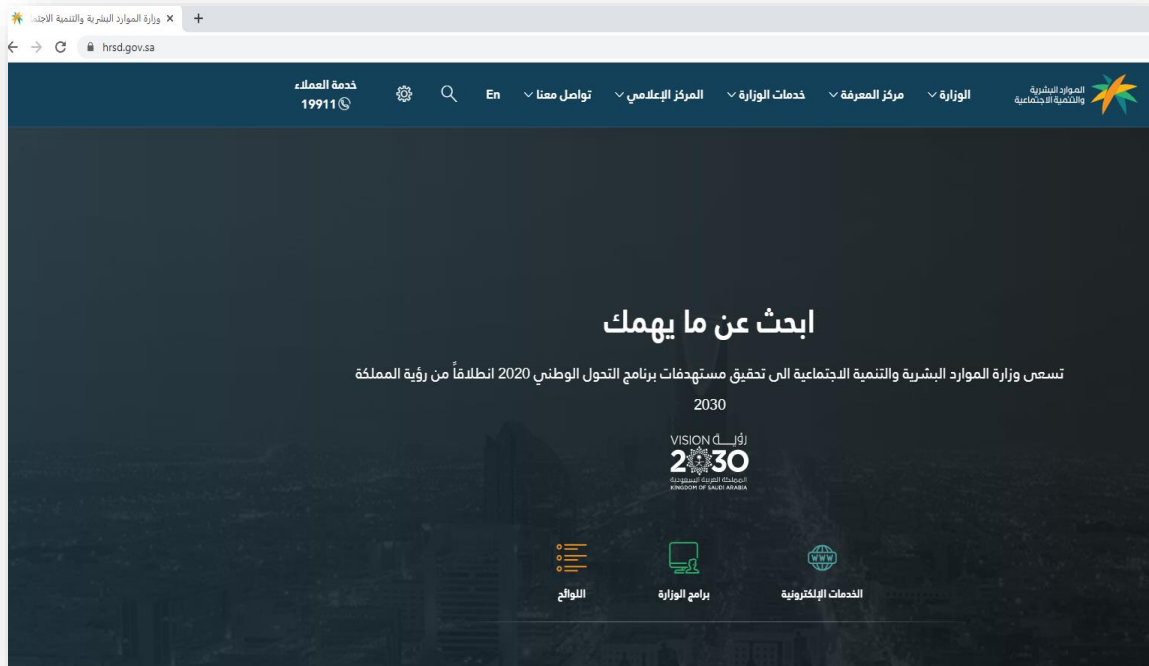 وزارة الموارد البشرية والتنمية الاجتما
hrsd.gov.sa
الموارد البشرية
والتنمية الاجتماعية
الوزارة
مركز المعرفة
خدمات الوزارة
المركز الإعلامي
تواصل معنا
En
خدمة العملاء
19911
ابحث عن ما يهمك
تسعى وزارة الموارد البشرية والتنمية الاجتماعية الى تحقيق مستهدفات برنامج التحول الوطني 2020 انطلاقاً من رؤية المملكة
2030
VISION رؤيــة
2030
المملكة العربية السعودية
KINGDOM OF SAUDI ARABIA
WWW
الخدمات الإلكترونية
برامج الوزارة
اللوائح